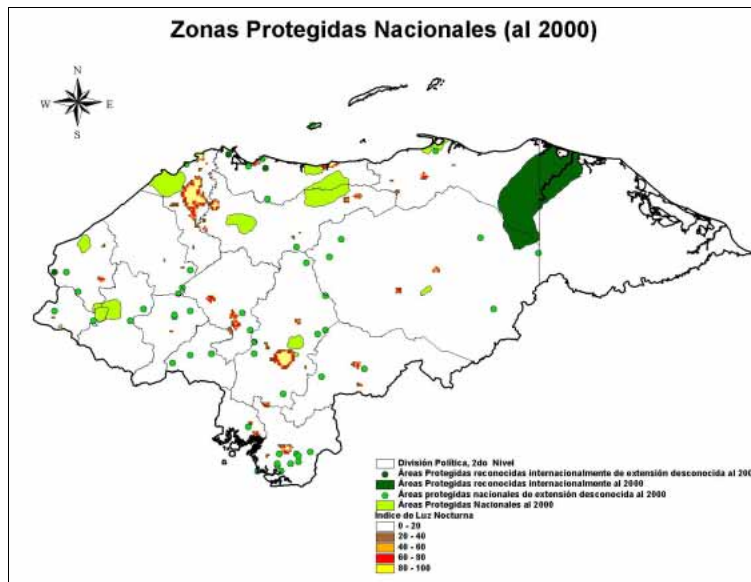 Zonas Protegidas Nacionales (al 2000)
N
W E
S
División Política, 2do Nivel
Áreas Protegidas reconocidas internacionalmente de extensión desconocida al 200
Áreas Protegidas reconocidas internacionalmente al 2000
Áreas protegidas nacionales de extensión desconocida al 2000
Áreas Protegidas Nacionales al 2000
Índice de Luz Nocturna
0 - 20
20 - 40
40 - 60
60 - 80
80 - 100